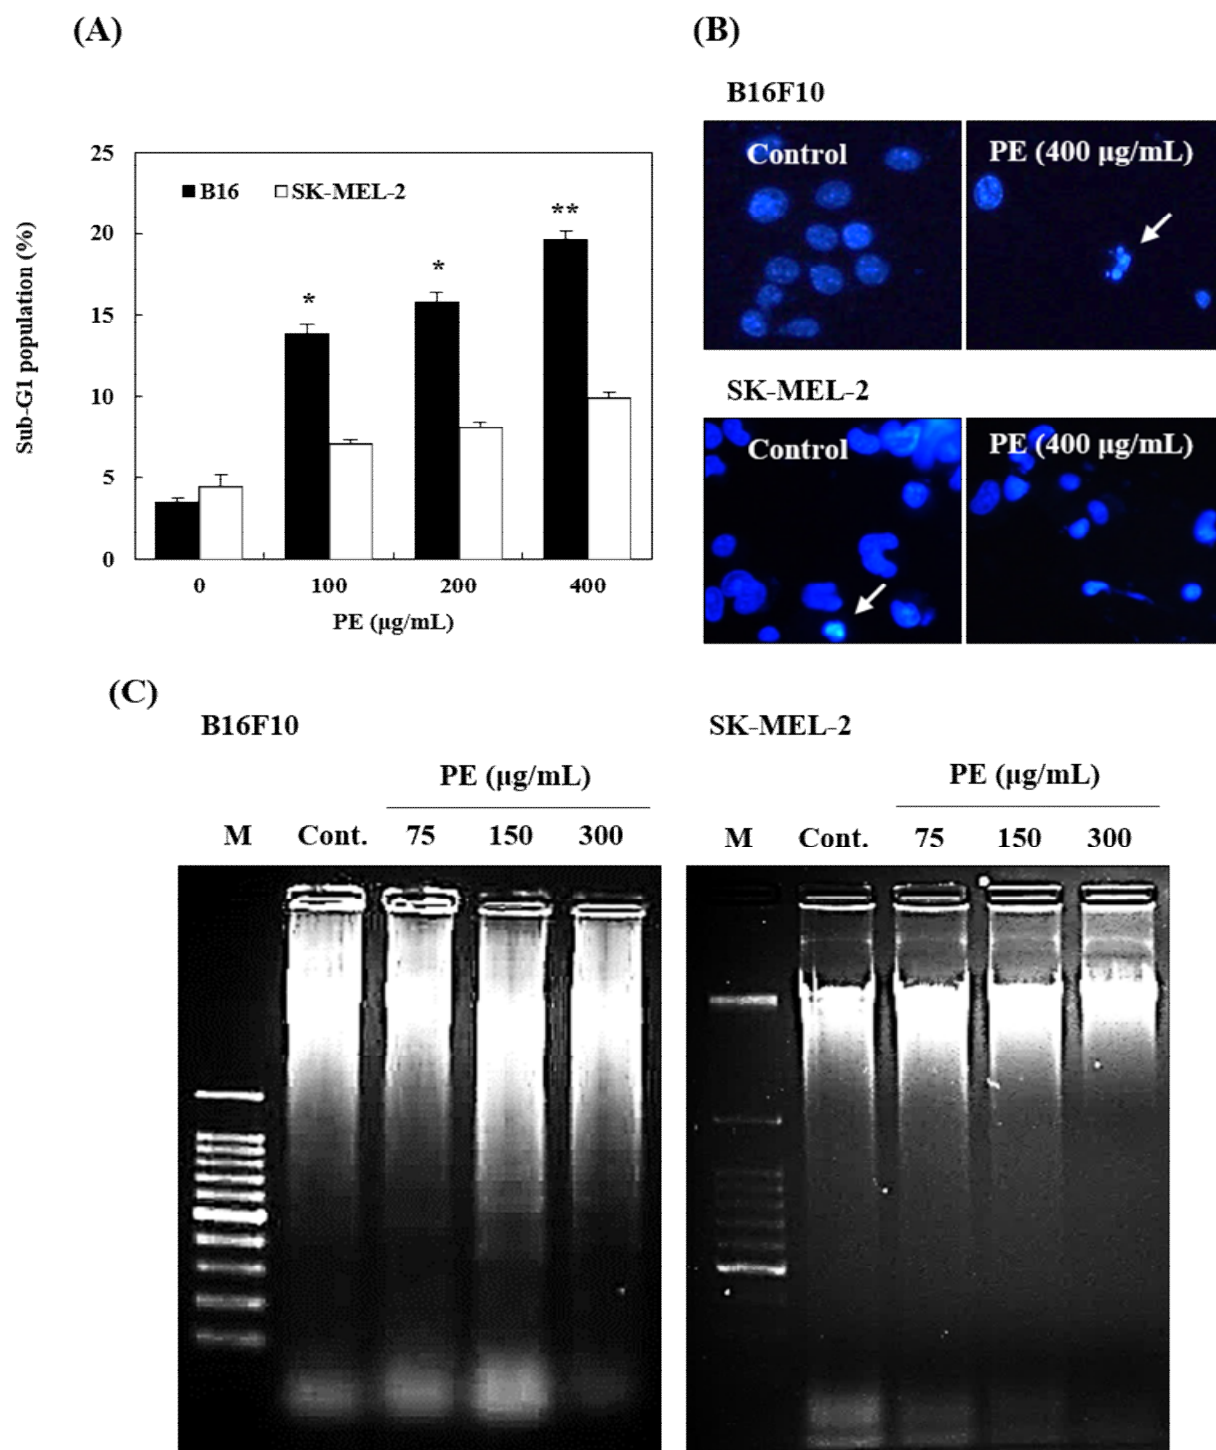 (A)
(B)
B16F10
Control
PE (400 μg/mL)
SK-MEL-2
Control
PE (400 μg/mL)
25
20
15
10
5
0
Sub-G1 population (%)
B16
SK-MEL-2
*
*
**
0
100
200
400
PE (μg/mL)
(C)
B16F10
PE (μg/mL)
M Cont. 75 150 300
SK-MEL-2
PE (μg/mL)
M Cont. 75 150 300